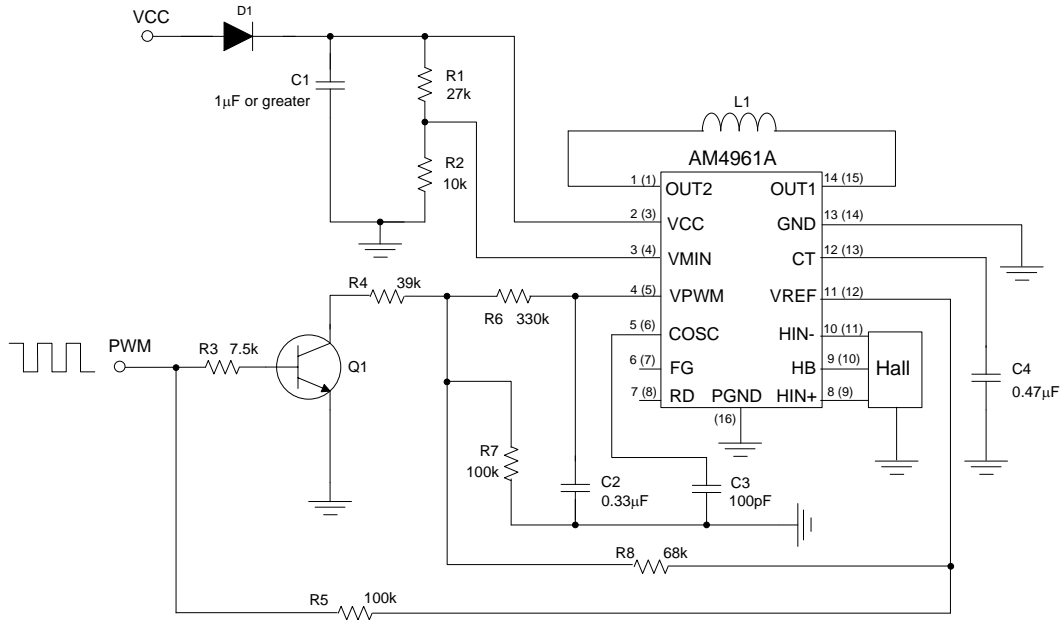 VCC
D1
C1
1μF or greater
R1
27k
R2
10k
L1
AM4961A
1 (1)
OUT2
OUT1
14 (15)
2 (3)
VCC
GND
13 (14)
3 (4)
VMIN
CT
12 (13)
4 (5)
VPWM
VREF
11 (12)
5 (6)
COSC
HIN-
10 (11)
6 (7)
FG
HB
9 (10)
7 (8)
RD
PGND
HIN+
8 (9)
(16)
Hall
R4
39k
R6
330k
PWM
R3
7.5k
Q1
C4
0.47μF
R7
100k
C2
0.33μF
C3
100pF
R8
68k
R5
100k